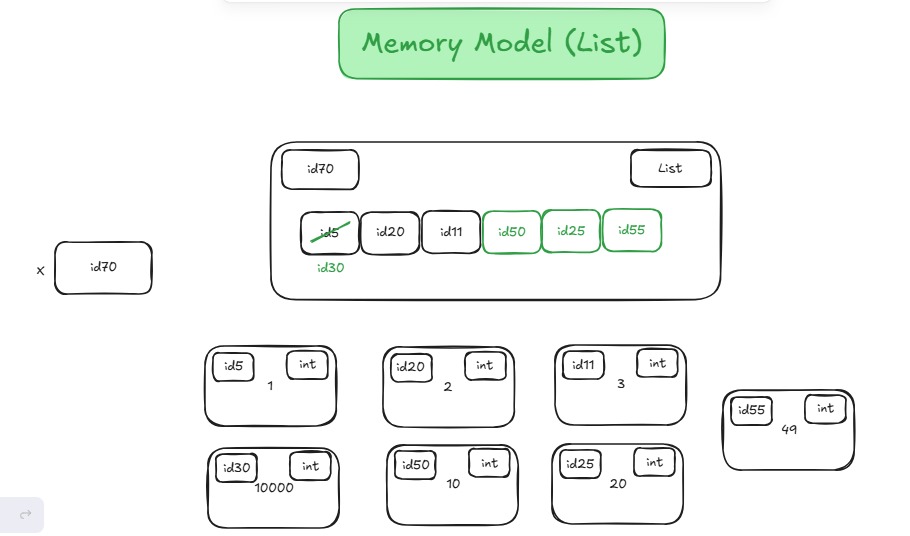 Memory Model (List)
id70
List
id5
id20
id11
id50
id25
id55
id30
x
id70
id5
int
1
id20
int
2
id11
int
3
id55
int
49
id30
int
10000
id50
int
10
id25
int
20